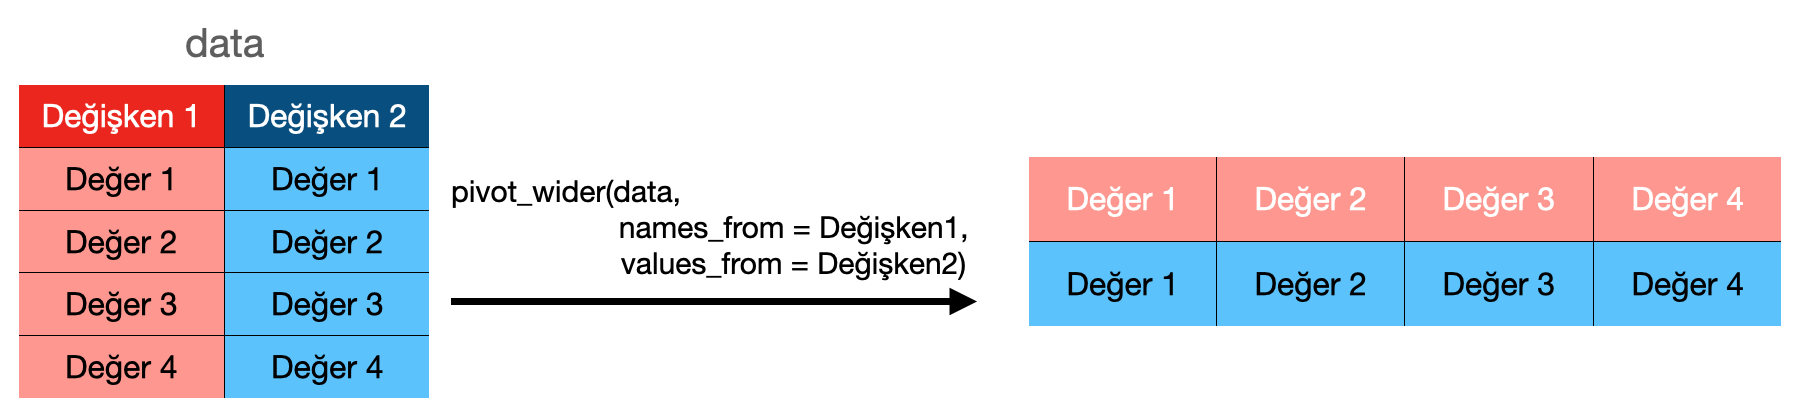 data
Değişken 1 Değişken 2
Değer 1 Değer 1
Değer 2 Değer 2
Değer 3 Değer 3
Değer 4 Değer 4
pivot_wider(data,
names_from = Değişken1,
values_from = Değişken2)
Değer 1 Değer 2 Değer 3 Değer 4
Değer 1 Değer 2 Değer 3 Değer 4